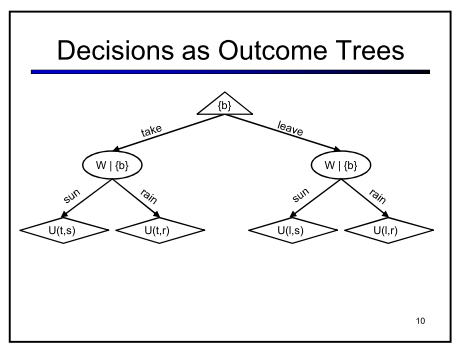 Decisions as Outcome Trees
{b}
take
leave
W | {b}
W | {b}
sun
rain
sun
rain
U(t,s)
U(t,r)
U(l,s)
U(l,r)
10